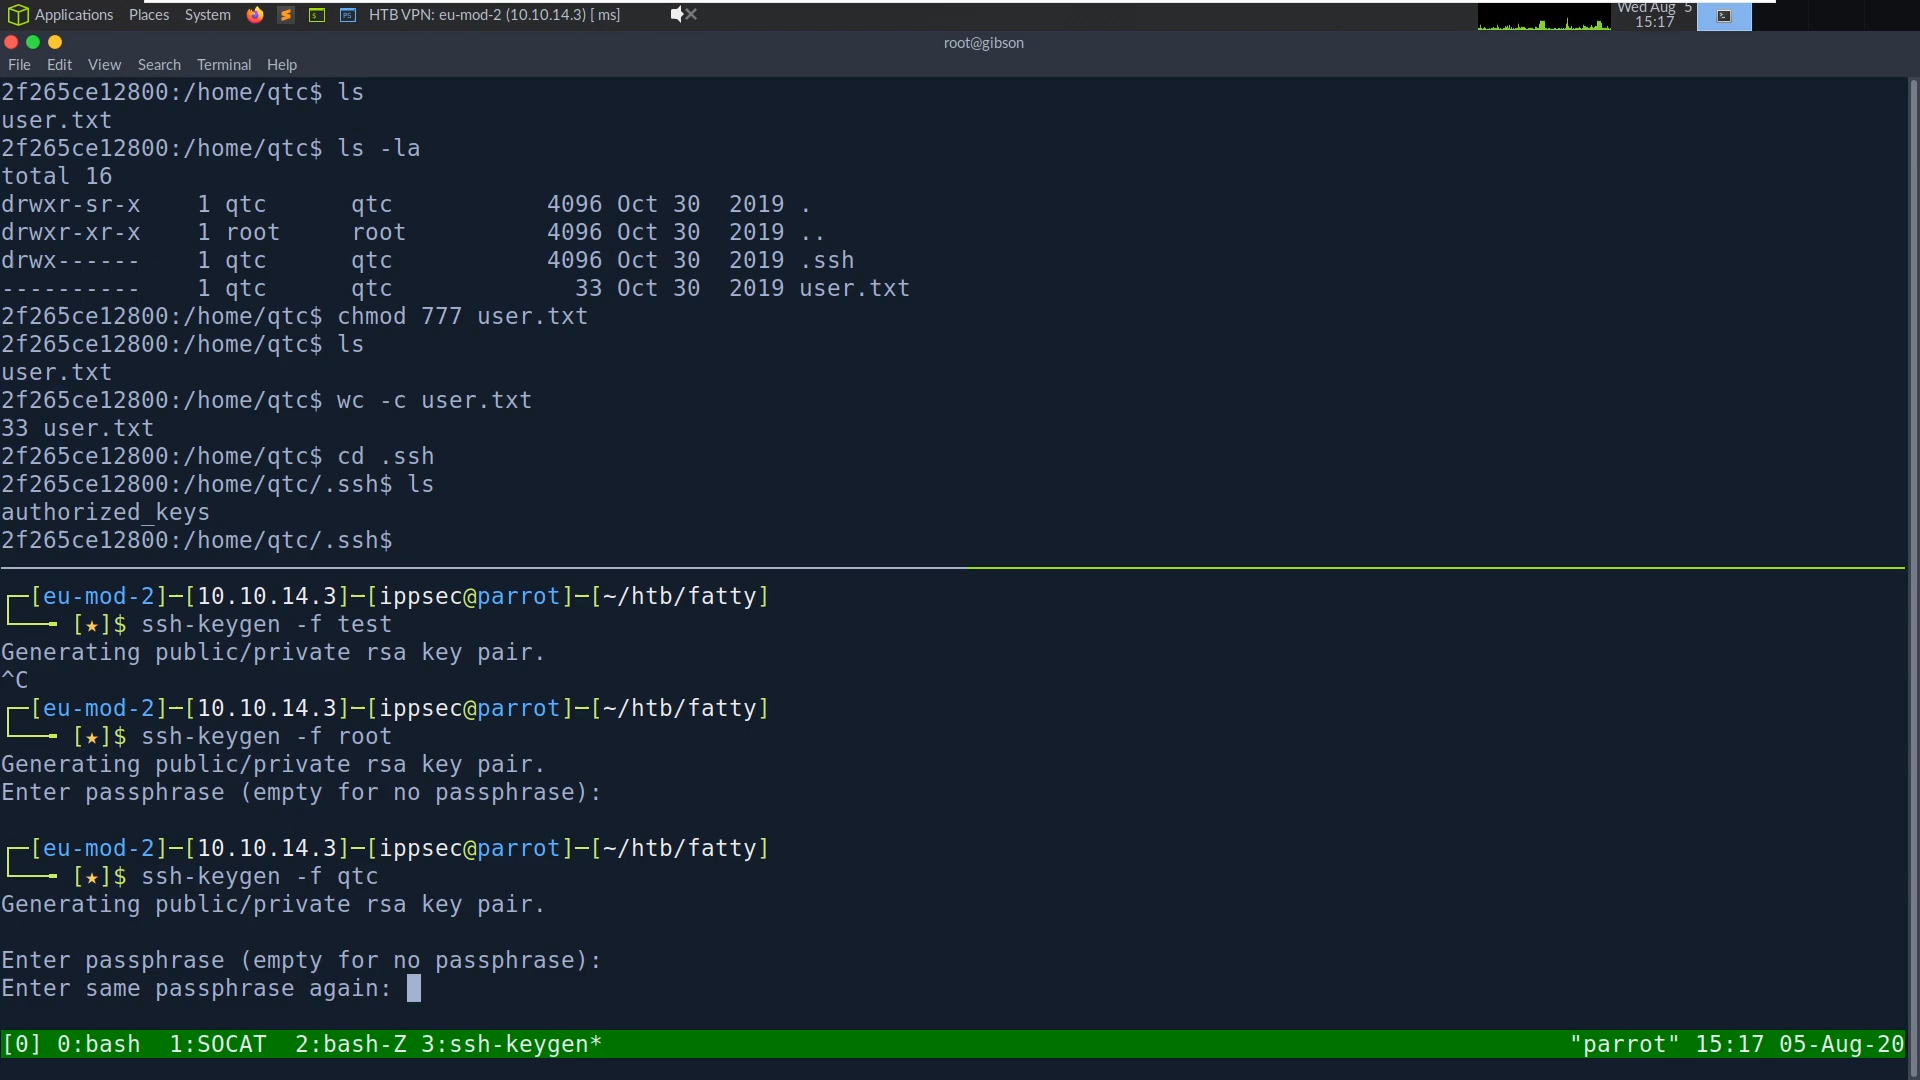 Applications Places System HTB VPN: eu-mod-2 (10.10.14.3) [ ms] Wed Aug 5
15:17
root@gibson
File Edit View Search Terminal Help
2f265ce12800:/home/qtc$ ls
user.txt
2f265ce12800:/home/qtc$ ls -la
total 16
drwxr-sr-x    1 qtc      qtc           4096 Oct 30  2019 .
drwxr-xr-x    1 root     root          4096 Oct 30  2019 ..
drwx------    1 qtc      qtc           4096 Oct 30  2019 .ssh
----------    1 qtc      qtc             33 Oct 30  2019 user.txt
2f265ce12800:/home/qtc$ chmod 777 user.txt
2f265ce12800:/home/qtc$ ls
user.txt
2f265ce12800:/home/qtc$ wc -c user.txt
33 user.txt
2f265ce12800:/home/qtc$ cd .ssh
2f265ce12800:/home/qtc/.ssh$ ls
authorized_keys
2f265ce12800:/home/qtc/.ssh$
┌─[eu-mod-2]─[10.10.14.3]─[ippsec@parrot]─[~/htb/fatty]
└──╼ [★]$ ssh-keygen -f test
Generating public/private rsa key pair.
^C
┌─[eu-mod-2]─[10.10.14.3]─[ippsec@parrot]─[~/htb/fatty]
└──╼ [★]$ ssh-keygen -f root
Generating public/private rsa key pair.
Enter passphrase (empty for no passphrase):
┌─[eu-mod-2]─[10.10.14.3]─[ippsec@parrot]─[~/htb/fatty]
└──╼ [★]$ ssh-keygen -f qtc
Generating public/private rsa key pair.
Enter passphrase (empty for no passphrase):
Enter same passphrase again:
[0] 0:bash  1:SOCAT  2:bash-Z 3:ssh-keygen* "parrot" 15:17 05-Aug-20